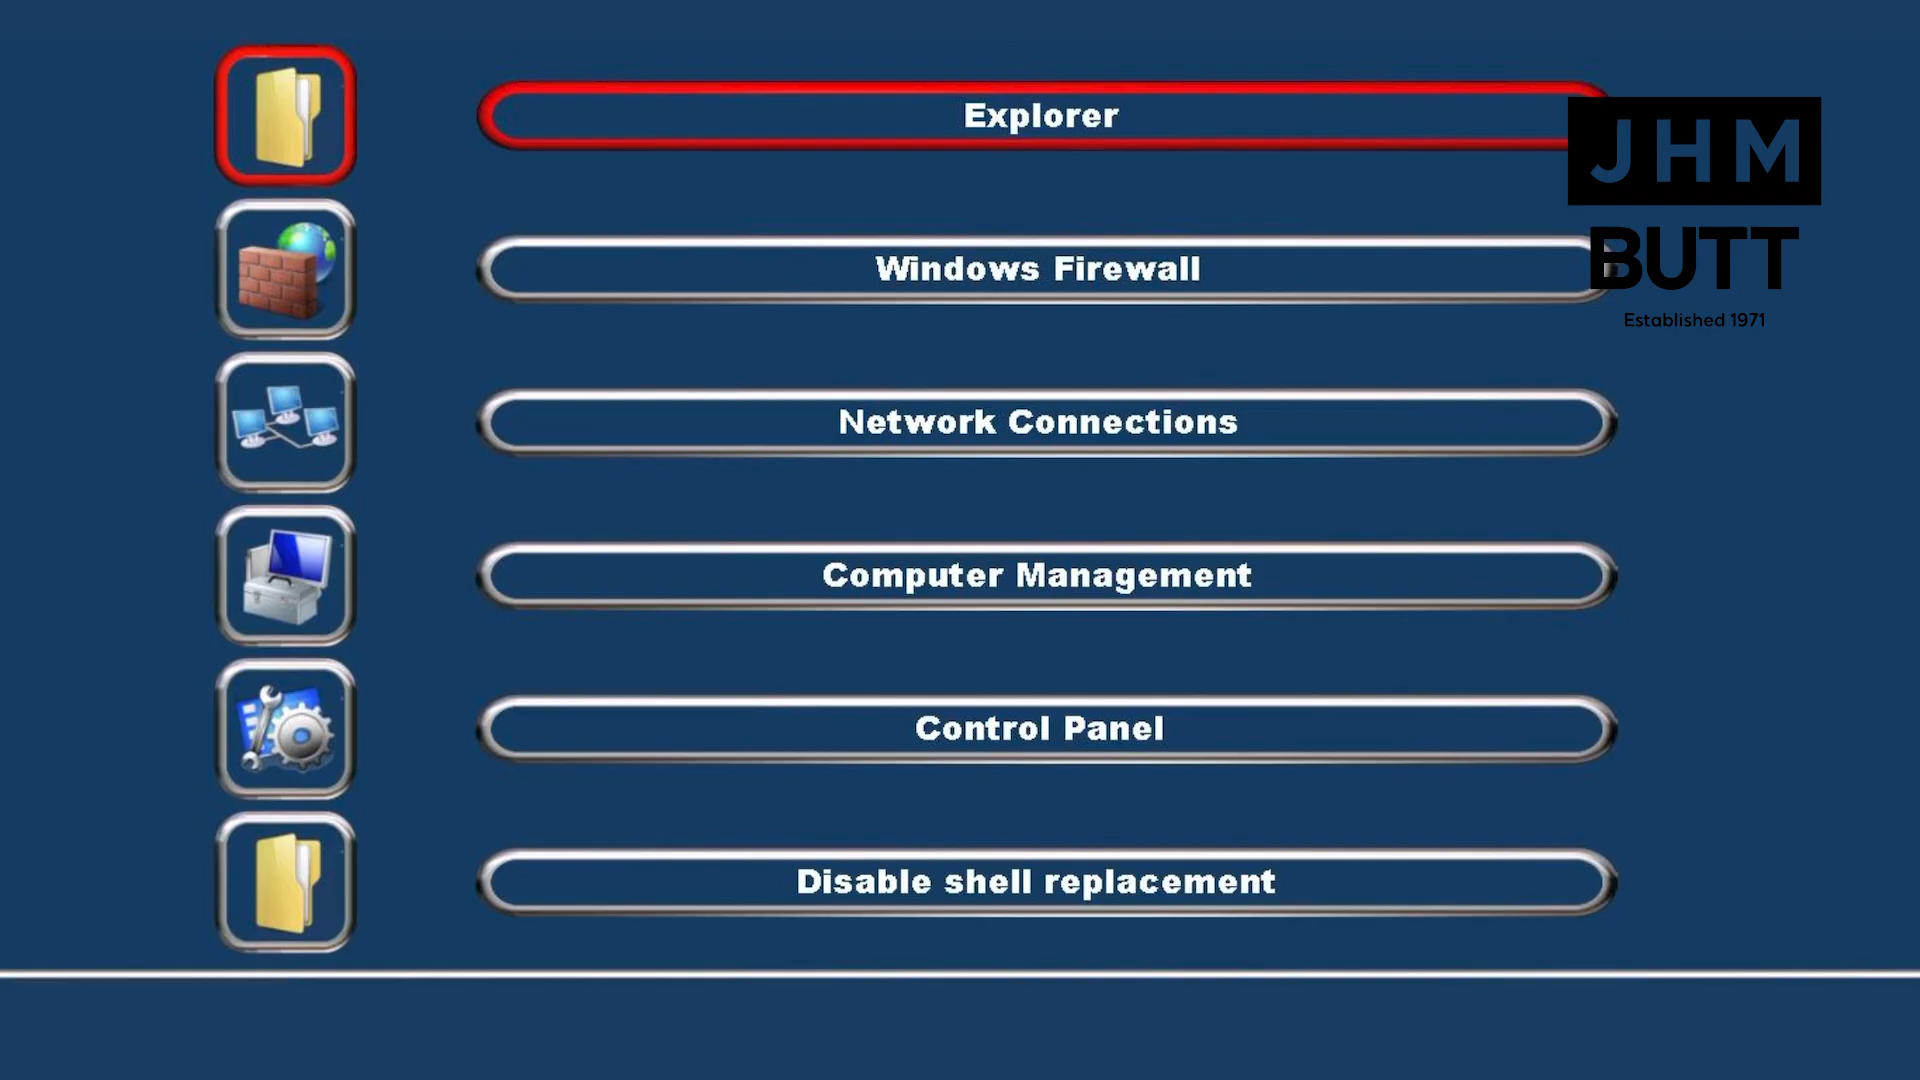 Explorer
JHM
BUTT
Established 1971
Windows Firewall
Network Connections
Computer Management
Control Panel
Disable shell replacement